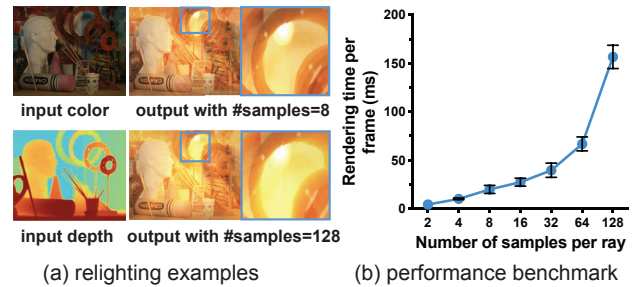 input color
output with #samples=8
input depth
output with #samples=128
(a) relighting examples
Rendering time per
frame (ms)
200
150
100
50
0
2 4 8 16 32 64 128
Number of samples per ray
(b) performance benchmark